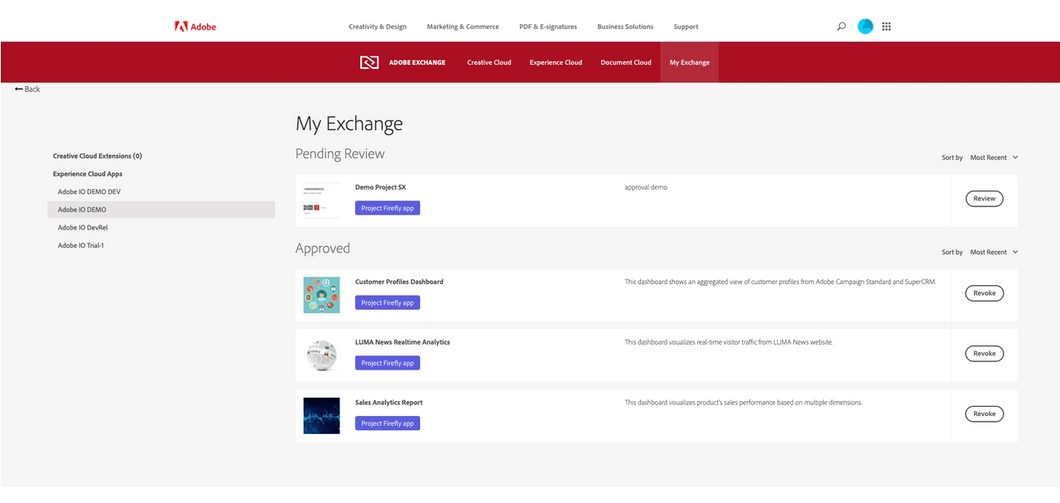 Adobe
Creativity & Design Marketing & Commerce PDF & E-signatures Business Solutions Support
ADOBE EXCHANGE Creative Cloud Experience Cloud Document Cloud My Exchange
Back
My Exchange
Creative Cloud Extensions (0)
Experience Cloud Apps
Adobe IO DEMO DEV
Adobe IO DEMO
Adobe IO DevRel
Adobe IO Trial-1
Pending Review
Sort by Most Recent
Demo Project SX
approval demo
Project Firefly app
Review
Approved
Sort by Most Recent
Customer Profiles Dashboard
This dashboard shows an aggregated view of customer profiles from Adobe Campaign Standard and SuperCRM.
Project Firefly app
Revoke
NEWS
LUMA News Realtime Analytics
This dashboard visualizes real-time visitor traffic from LUMA News website.
Project Firefly app
Revoke
Sales Analytics Report
This dashboard visualizes product's sales performance based on multiple dimensions
Project Firefly app
Revoke